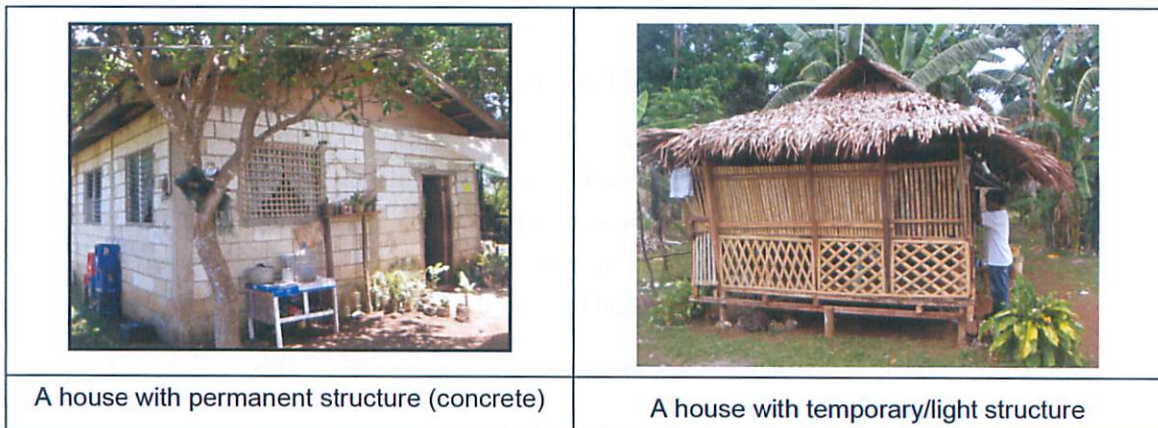 A house with permanent structure (concrete)
A house with temporary/light structure